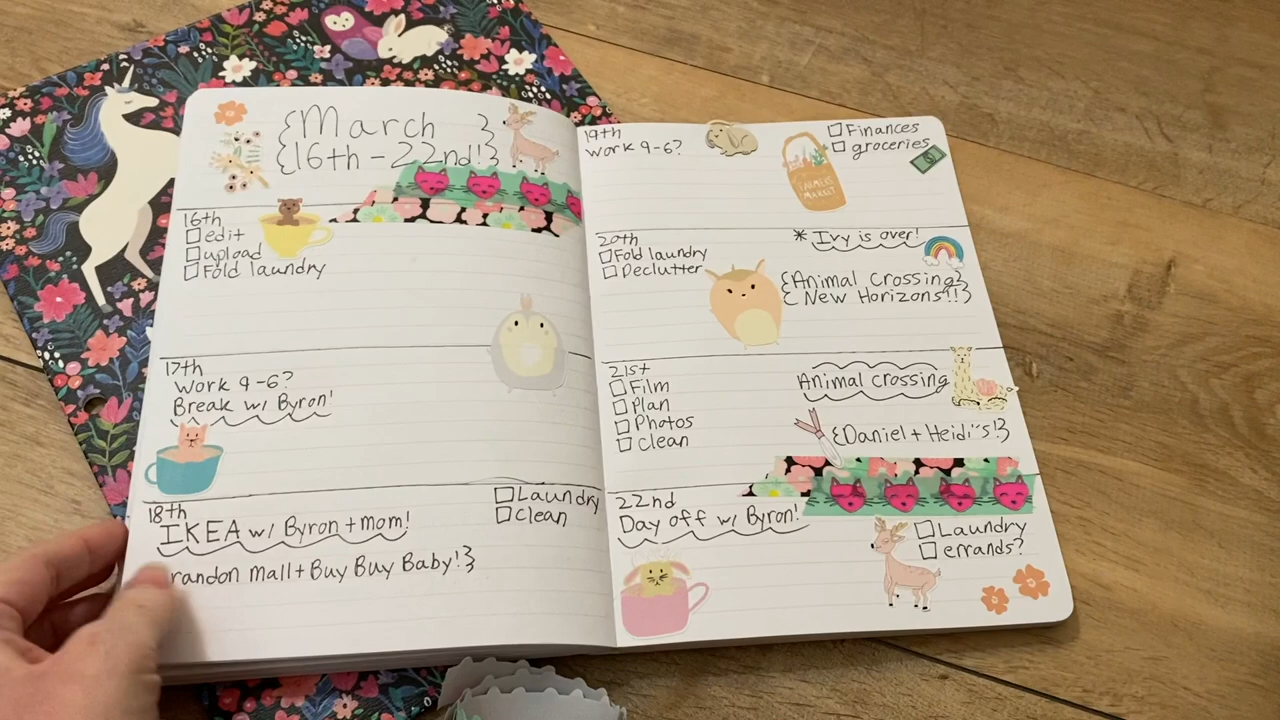 {March }
{16th-22nd!}
16th
edit
upload
Fold laundry
17th
work 9-6?
Break w/ Byron!
18th
IKEA w/ Byron + mom!
Mall + Buy Buy Baby!}
Laundry
clean
19th
work 9-6?
Finances
groceries
FARMERS
MARKET
20th
Fold laundry
Declutter
* Ivy is over!
{Animal Crossing}
{ New Horizons!!}
21st
Film
Plan
Photos
clean
Animal crossing
{Daniel + Heidi's!}
22nd
Day off w/ Byron!
Laundry
errands?